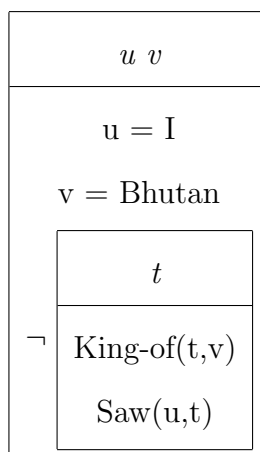 u v
u = I
v = Bhutan
t
¬ King-of(t,v)
Saw(u,t)